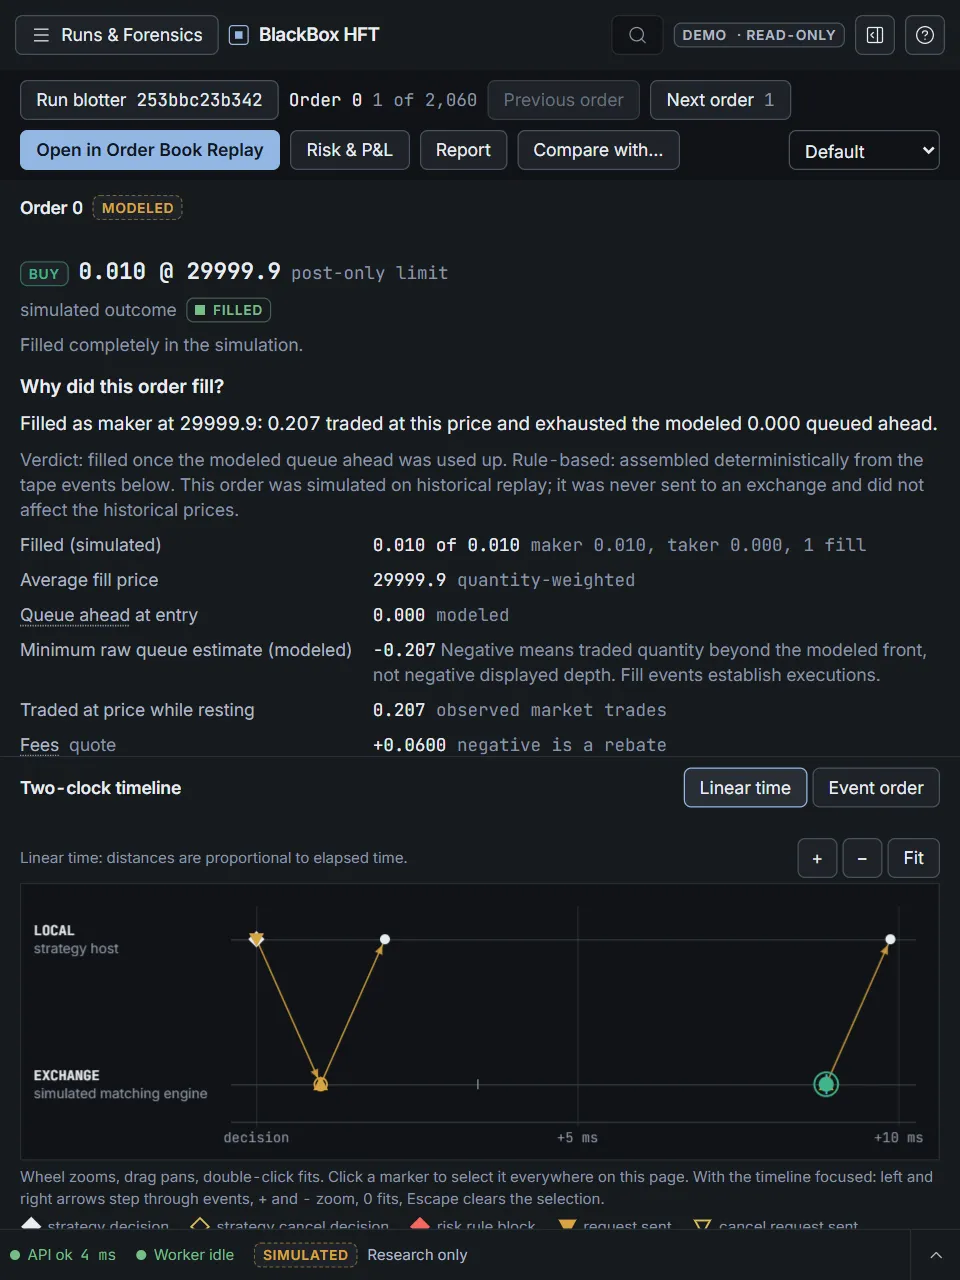 Runs & Forensics BlackBox HFT DEMO · READ-ONLY
Run blotter 253bbc23b342 Order 0 1 of 2,060 Previous order Next order 1
Open in Order Book Replay Risk & P&L Report Compare with... Default
Order 0 MODELED
BUY 0.010 @ 29999.9 post-only limit
simulated outcome FILLED
Filled completely in the simulation.
Why did this order fill?
Filled as maker at 29999.9: 0.207 traded at this price and exhausted the modeled 0.000 queued ahead.
Verdict: filled once the modeled queue ahead was used up. Rule-based: assembled deterministically from the
tape events below. This order was simulated on historical replay; it was never sent to an exchange and did not
affect the historical prices.
Filled (simulated) 0.010 of 0.010 maker 0.010, taker 0.000, 1 fill
Average fill price 29999.9 quantity-weighted
Queue ahead at entry 0.000 modeled
Minimum raw queue estimate (modeled) -0.207 Negative means traded quantity beyond the modeled front,
not negative displayed depth. Fill events establish executions.
Traded at price while resting 0.207 observed market trades
Fees quote +0.0600 negative is a rebate
Two-clock timeline Linear time Event order
Linear time: distances are proportional to elapsed time. + − Fit
LOCAL
strategy host
EXCHANGE
simulated matching engine
decision +5 ms +10 ms
Wheel zooms, drag pans, double-click fits. Click a marker to select it everywhere on this page. With the timeline focused: left and
right arrows step through events, + and - zoom, 0 fits, Escape clears the selection.
strategy decision strategy cancel decision risk rule block request sent cancel request sent
API ok 4 ms Worker idle SIMULATED Research only